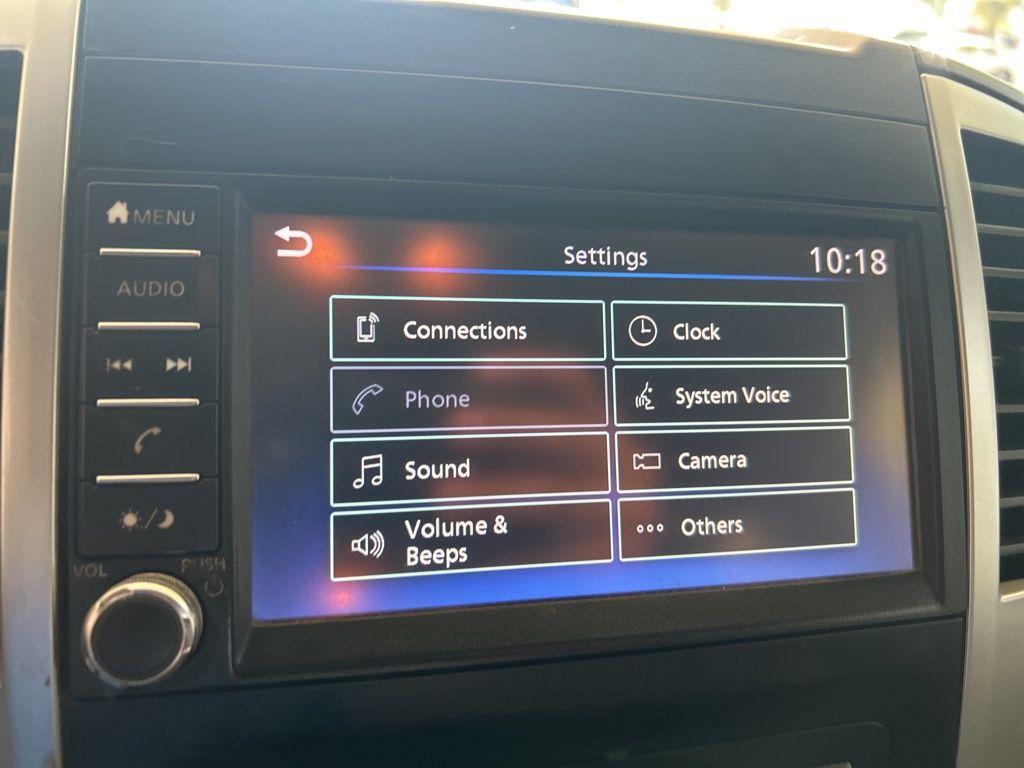 MENU
AUDIO
VOL
PUSH
Settings
10:18
Connections
Clock
Phone
System Voice
Sound
Camera
Volume &
Beeps
Others